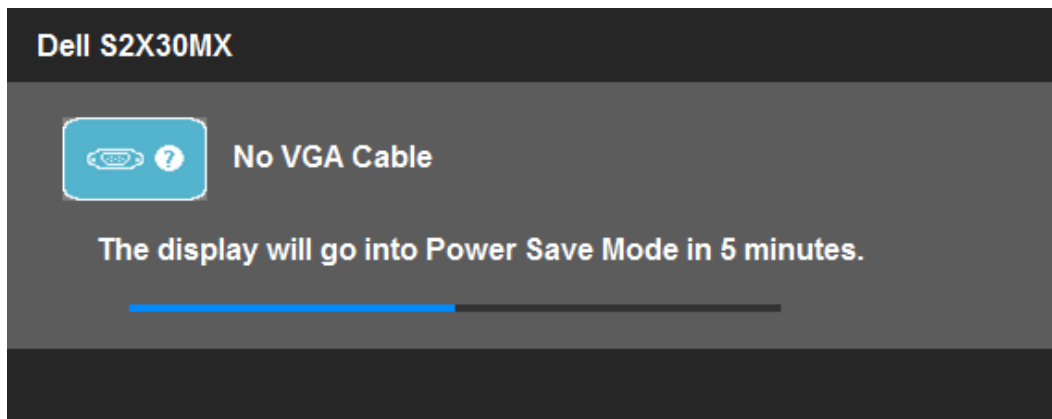 Dell S2X30MX
No VGA Cable
The display will go into Power Save Mode in 5 minutes.